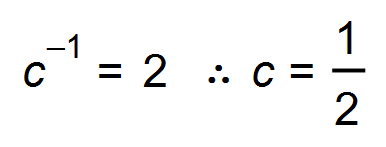 c⁻¹ = 2 ∴ c = 1/2